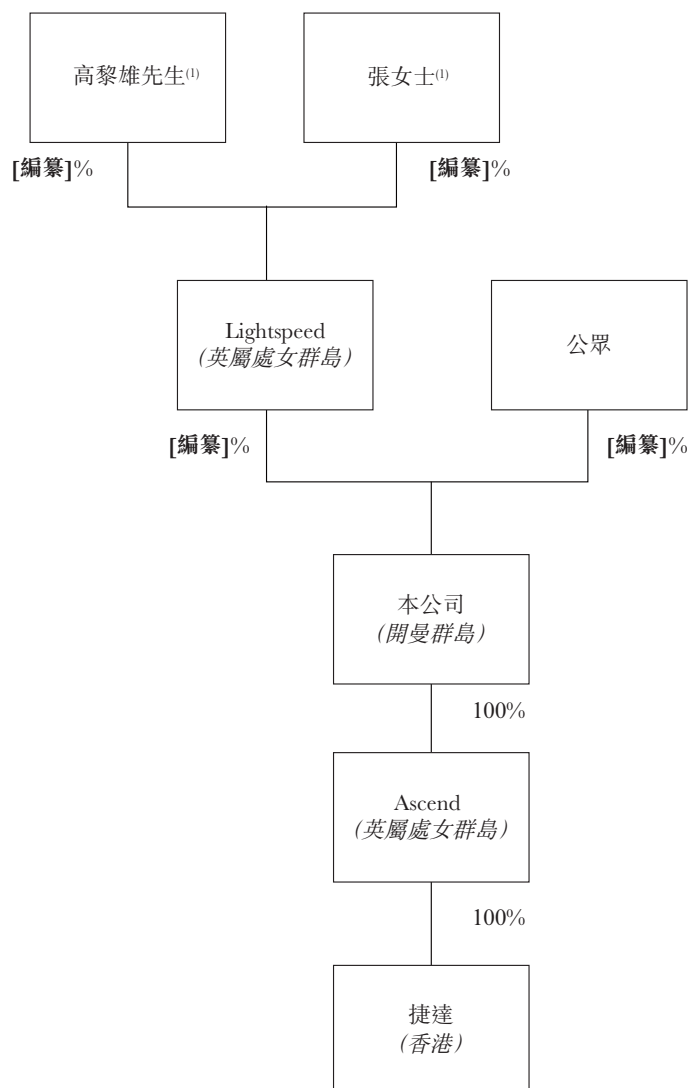 高黎雄先生(1)
張女士(1)
[編纂]%
[編纂]%
Lightspeed
(英屬處女群島)
公眾
[編纂]%
[編纂]%
本公司
(開曼群島)
100%
Ascend
(英屬處女群島)
100%
捷達
(香港)